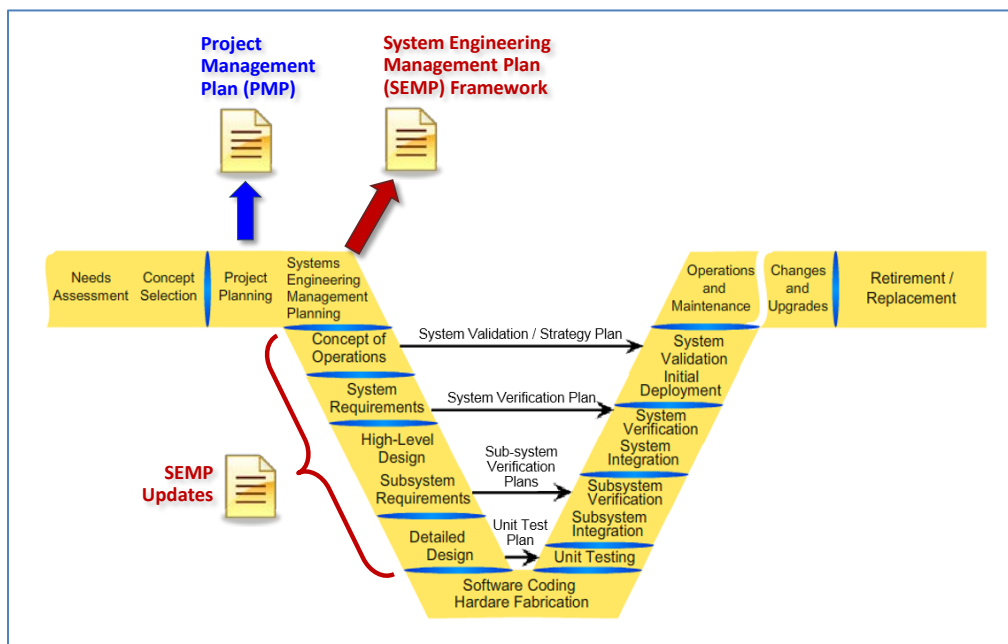 Project
Management
Plan (PMP)
System Engineering
Management Plan
(SEMP) Framework
Needs
Assessment
Concept
Selection
Project
Planning
Systems
Engineering
Management
Planning
Operations
and
Maintenance
Changes
and
Upgrades
Retirement /
Replacement
Concept of
Operations
System Validation / Strategy Plan
System
Validation
Initial
Deployment
System
Requirements
System Verification Plan
System
Verification
System
Integration
High-Level
Design
Subsystem
Requirements
Sub-system
Verification
Plans
Subsystem
Verification
Subsystem
Integration
SEMP
Updates
Detailed
Design
Unit Test
Plan
Unit Testing
Software Coding
Hardare Fabrication